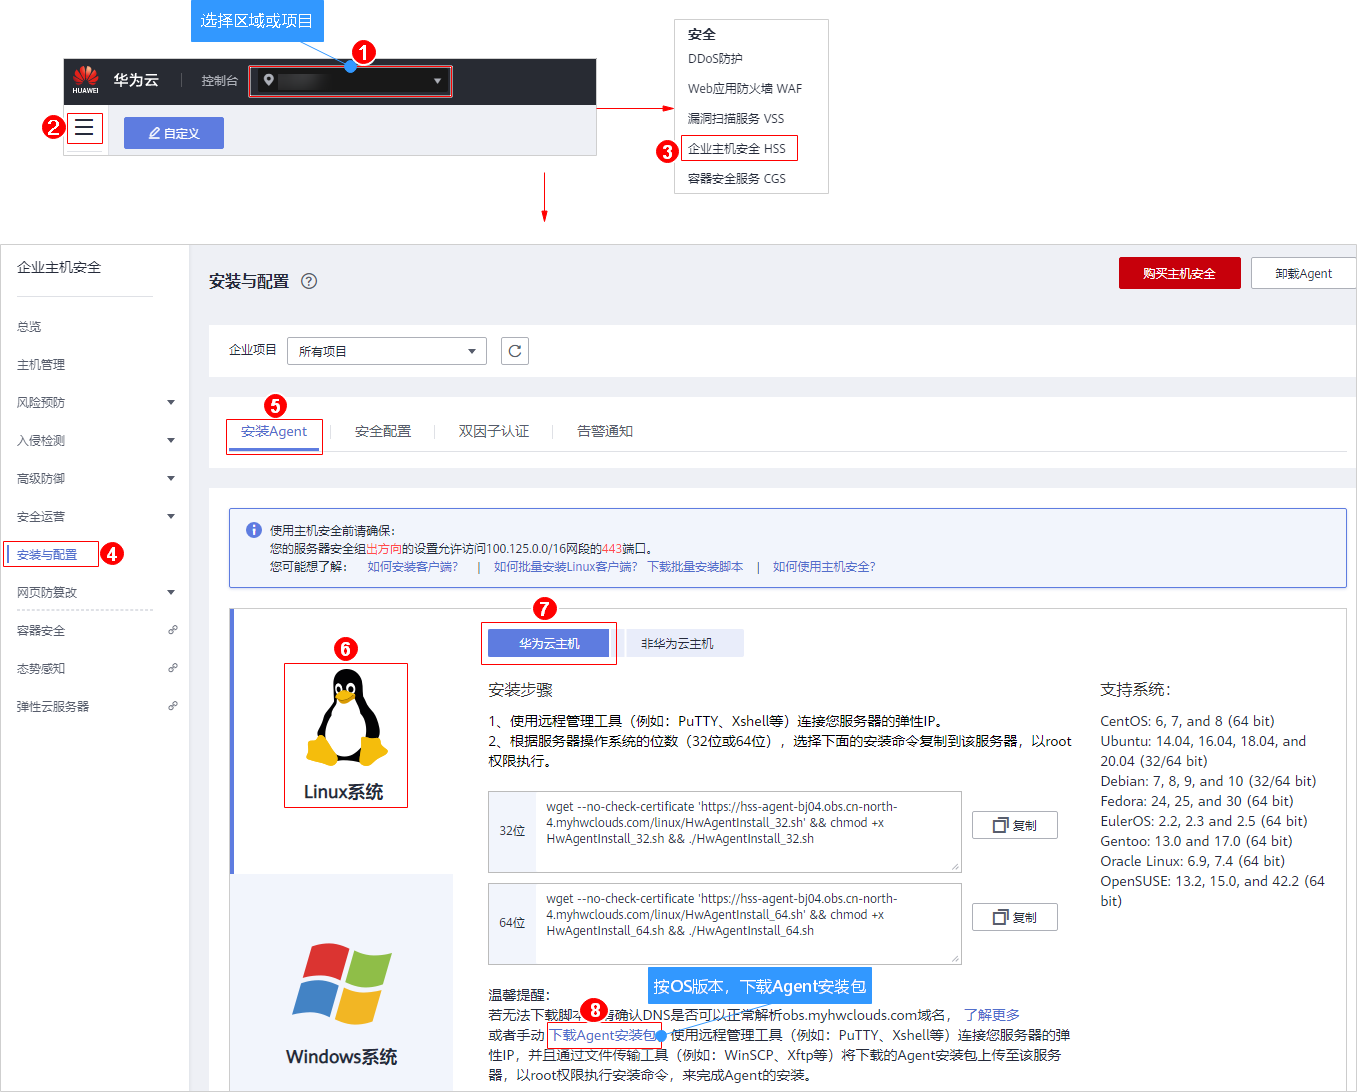 选择区域或项目
1
HUAWEI
华为云
控制台
2
自定义
安全
DDoS防护
Web应用防火墙 WAF
漏洞扫描服务 VSS
3
企业主机安全 HSS
容器安全服务 CGS
企业主机安全
总览
主机管理
风险预防
入侵检测
高级防御
安全运营
安装与配置
4
网页防篡改
容器安全
态势感知
弹性云服务器
安装与配置 ?
购买主机安全
卸载Agent
企业项目
所有项目
5
安装Agent
安全配置
双因子认证
告警通知
使用主机安全前请确保：
您的服务器安全组出方向的设置允许访问100.125.0.0/16网段的443端口。
您可能想了解： 如何安装客户端？ | 如何批量安装Linux客户端？ 下载批量安装脚本 | 如何使用主机安全？
6
Linux系统
Windows系统
7
华为云主机
非华为云主机
安装步骤
1、使用远程管理工具（例如：PuTTY、Xshell等）连接您服务器的弹性IP。
2、根据服务器操作系统的位数（32位或64位），选择下面的安装命令复制到该服务器，以root
权限执行。
32位
wget --no-check-certificate 'https://hss-agent-bj04.obs.cn-north-
4.myhwclouds.com/linux/HwAgentInstall_32.sh' && chmod +x
HwAgentInstall_32.sh && ./HwAgentInstall_32.sh
复制
64位
wget --no-check-certificate 'https://hss-agent-bj04.obs.cn-north-
4.myhwclouds.com/linux/HwAgentInstall_64.sh' && chmod +x
HwAgentInstall_64.sh && ./HwAgentInstall_64.sh
复制
按OS版本，下载Agent安装包
温馨提醒：
8
若无法下载脚本 请确认DNS是否可以正常解析obs.myhwclouds.com域名， 了解更多
或者手动 下载Agent安装包 使用远程管理工具（例如：PuTTY、Xshell等）连接您服务器的弹
性IP，并且通过文件传输工具（例如：WinSCP、Xftp等）将下载的Agent安装包上传至该服务
器，以root权限执行安装命令，来完成Agent的安装。
支持系统：
CentOS: 6, 7, and 8 (64 bit)
Ubuntu: 14.04, 16.04, 18.04, and
20.04 (32/64 bit)
Debian: 7, 8, 9, and 10 (32/64 bit)
Fedora: 24, 25, and 30 (64 bit)
EulerOS: 2.2, 2.3 and 2.5 (64 bit)
Gentoo: 13.0 and 17.0 (64 bit)
Oracle Linux: 6.9, 7.4 (64 bit)
OpenSUSE: 13.2, 15.0, and 42.2 (64
bit)